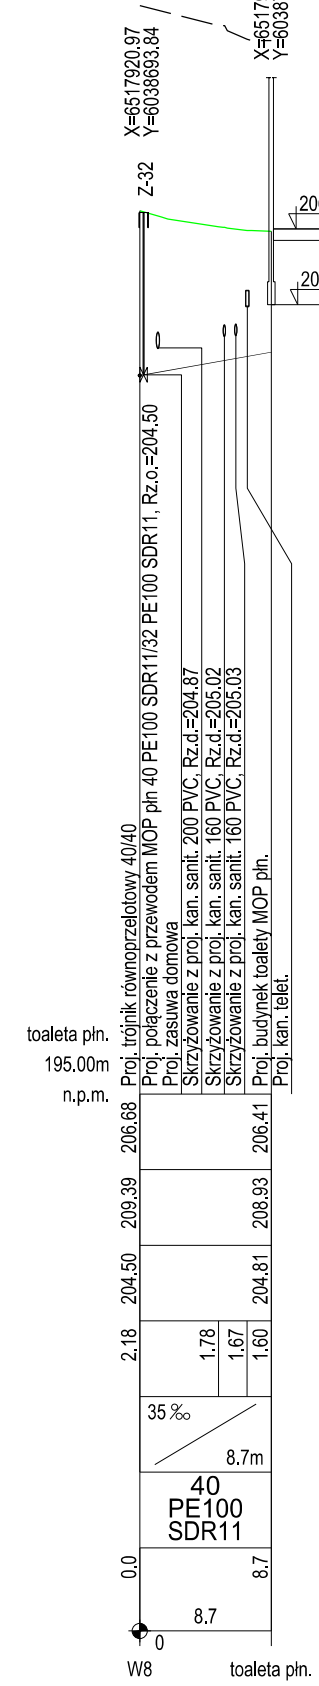 X=6517920.97
Y=6038693.84
Z-32
Proj. trójnik równoprzelotowy 40/40
Proj. połączenie z przewodem MOP płn 40 PE100 SDR11/32 PE100 SDR11, Rz.o.=204.50
Proj. zasuwa domowa
Skrzyżowanie z proj. kan. sanit. 200 PVC, Rz.d.=204.87
Skrzyżowanie z proj. kan. sanit. 160 PVC, Rz.d.=205.02
Skrzyżowanie z proj. kan. sanit. 160 PVC, Rz.d.=205.03
Proj. budynek toalety MOP płn.
Proj. kan. telet.
toaleta płn.
195.00m
n.p.m.
206.68 206.41
209.39 208.93
204.50 204.81
2.18 1.78 1.67 1.60
35 ‰
8.7m
40
PE100
SDR11
0.0 8.7
8.7
0
W8 toaleta płn.